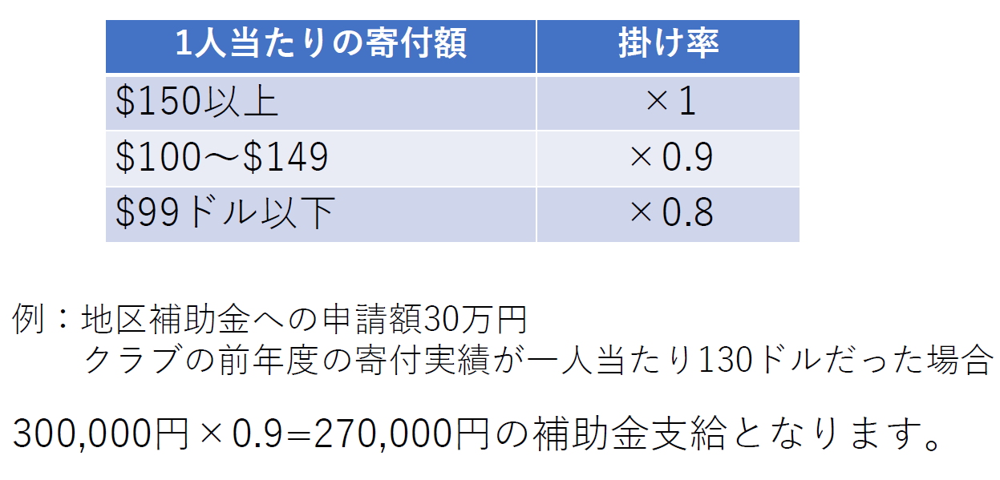 1人当たりの寄付額 掛け率
$150以上 ×1
$100～$149 ×0.9
$99ドル以下 ×0.8
例：地区補助金への申請額30万円
クラブの前年度の寄付実績が一人当たり130ドルだった場合
300,000円×0.9=270,000円の補助金支給となります。